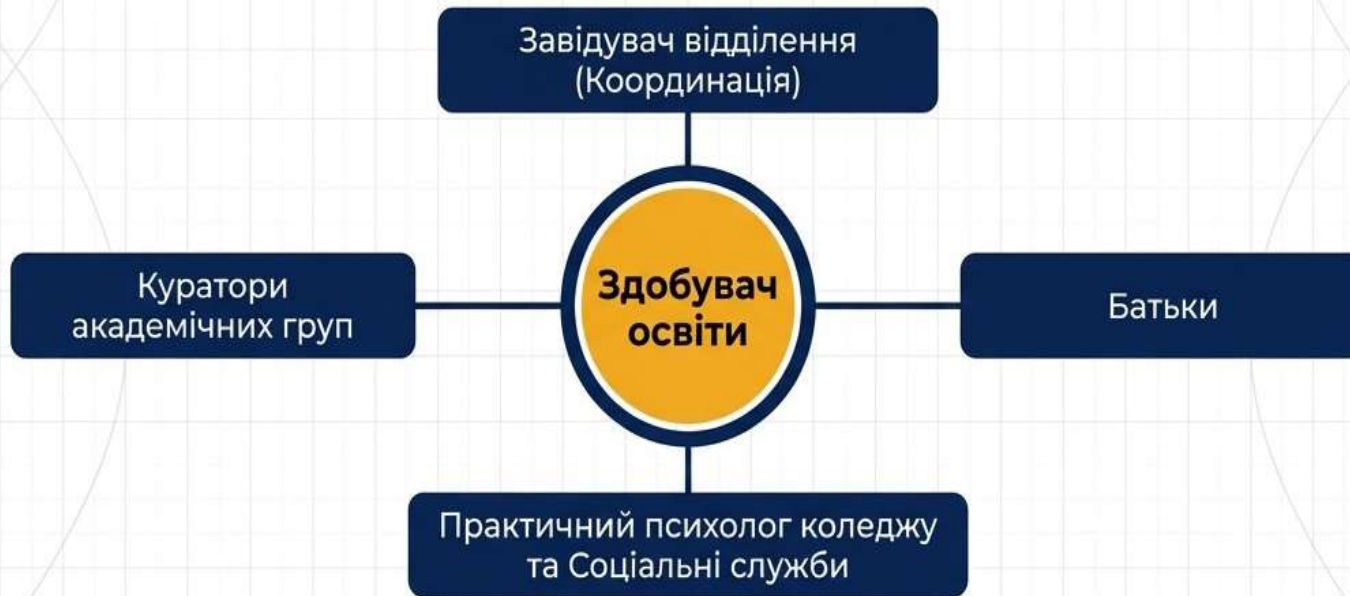 Завідувач відділення
(Координація)
Куратори
академічних груп
Здобувач
освіти
Батьки
Практичний психолог коледжу
та Соціальні служби